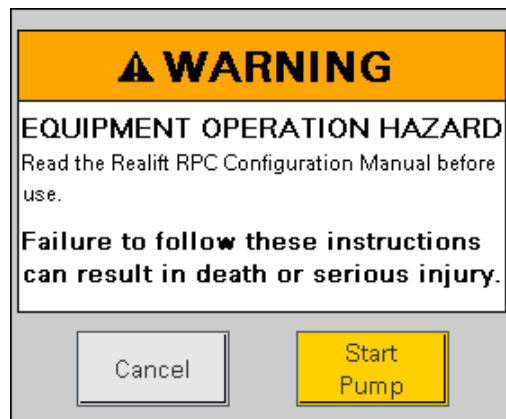 ⚠ WARNING
EQUIPMENT OPERATION HAZARD
Read the Realift RPC Configuration Manual before
use.
Failure to follow these instructions
can result in death or serious injury.
Cancel
Start
Pump